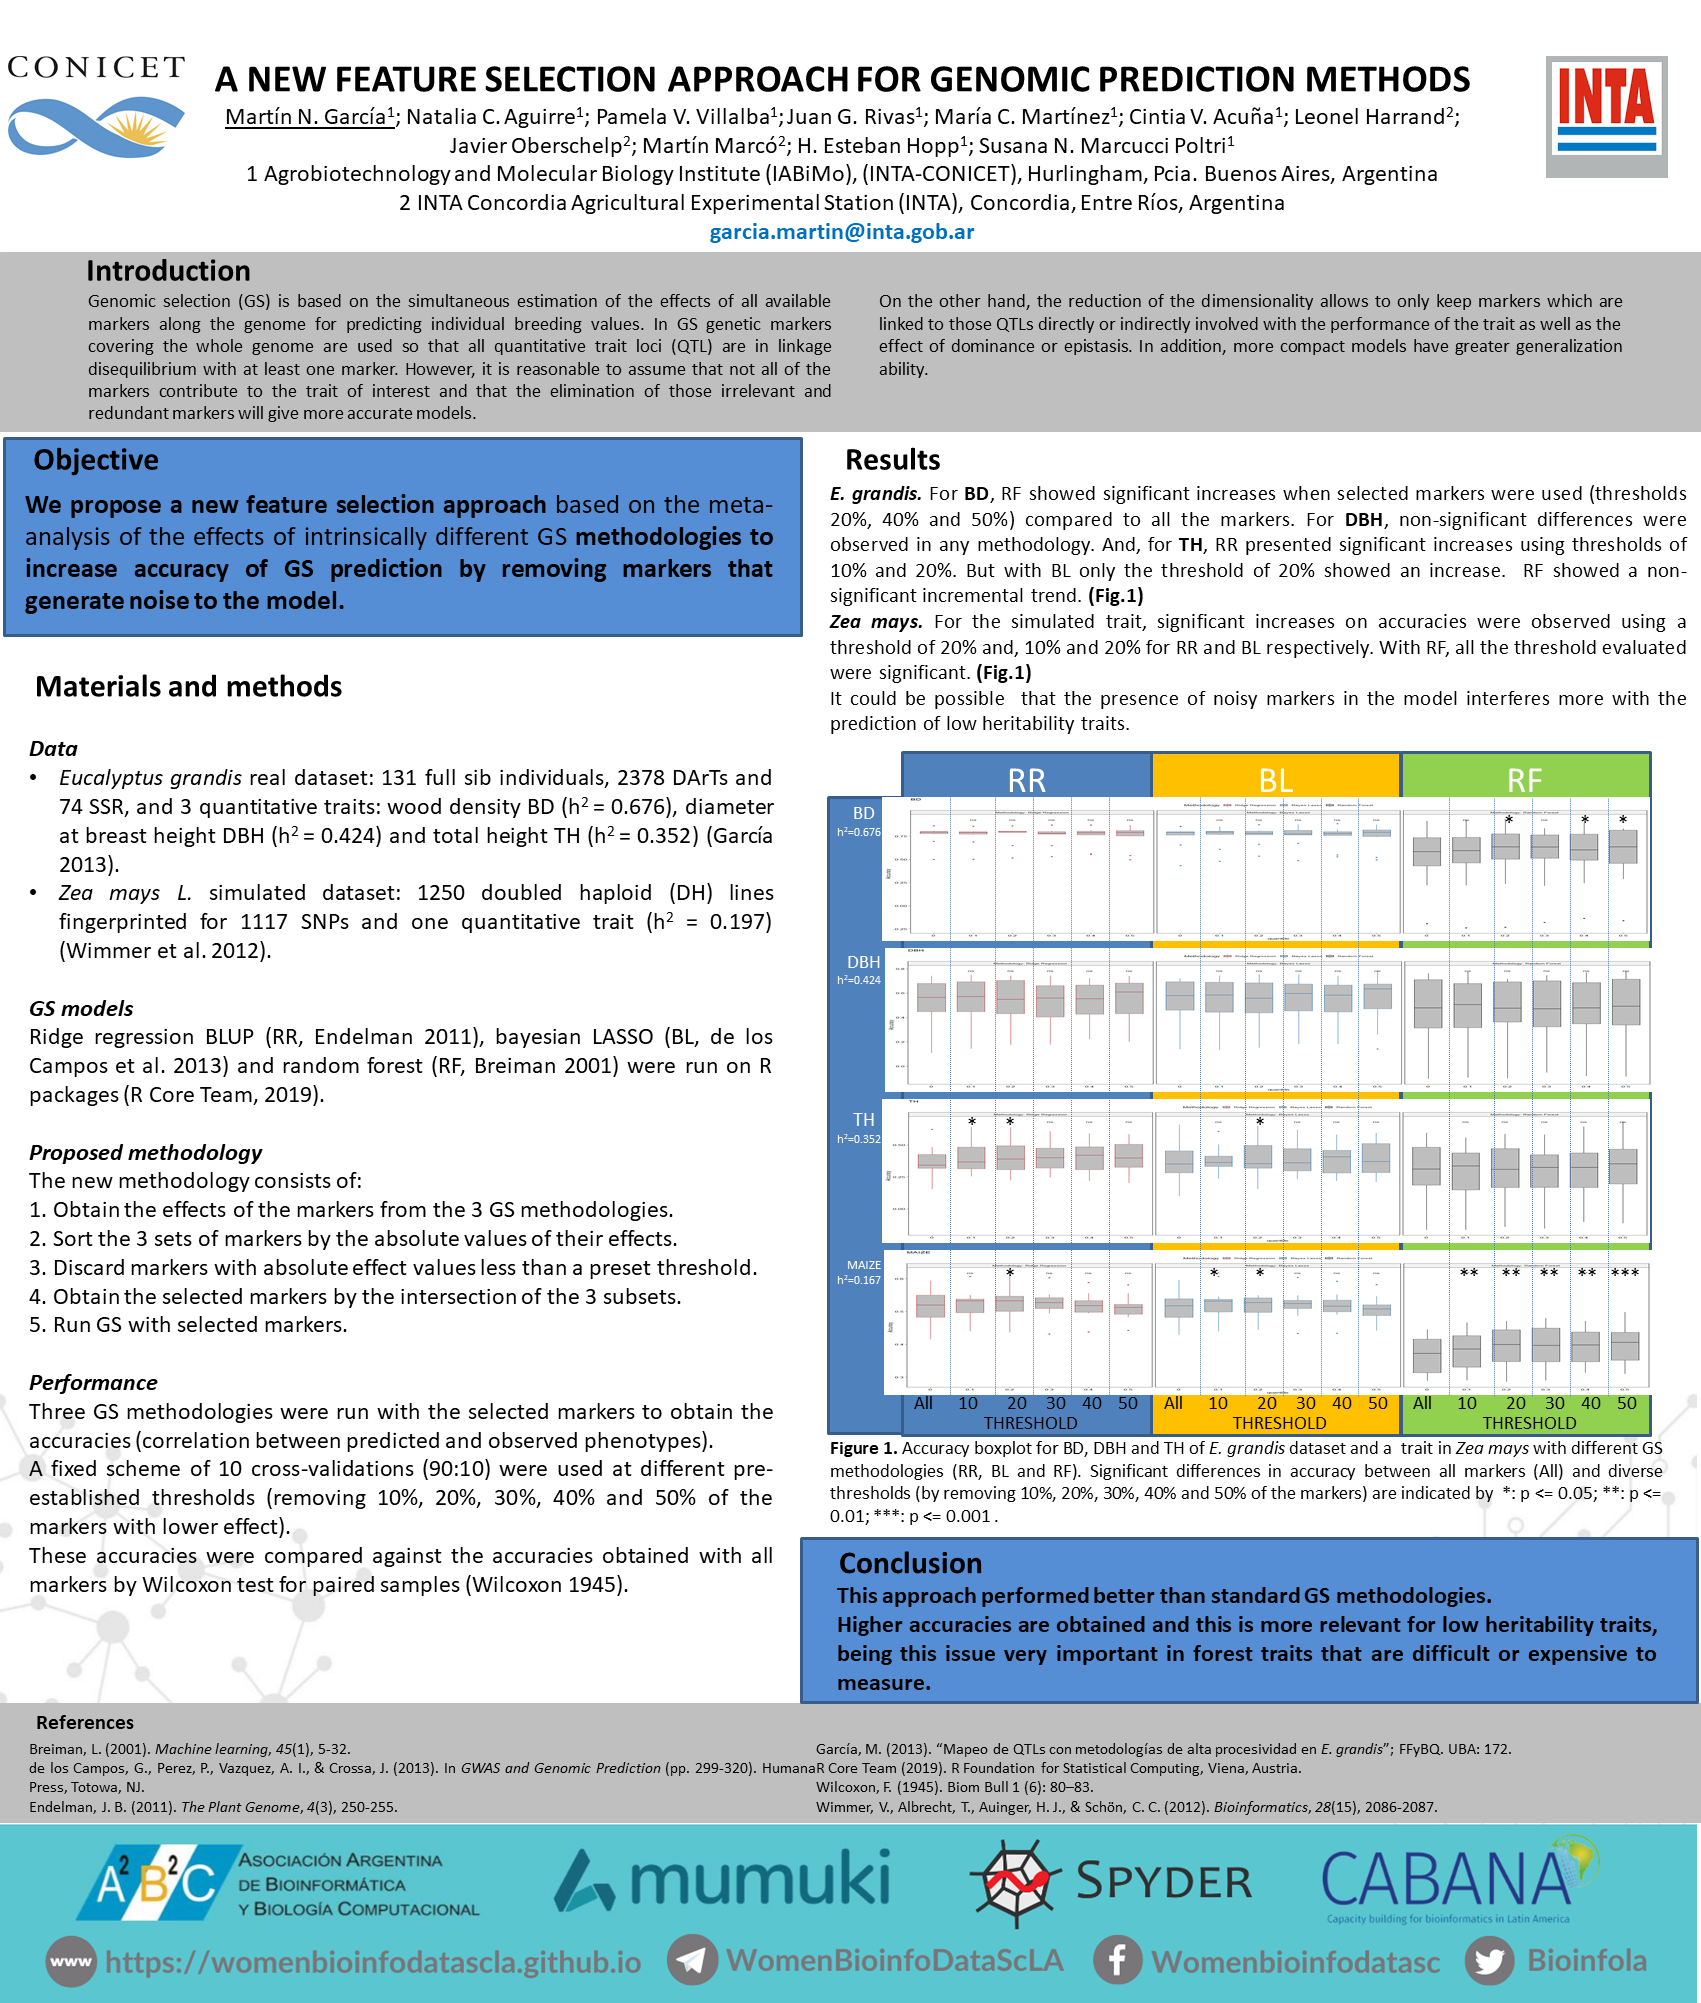 CONICET
INTA
A NEW FEATURE SELECTION APPROACH FOR GENOMIC PREDICTION METHODS
Martín N. García1; Natalia C. Aguirre1; Pamela V. Villalba1; Juan G. Rivas1; María C. Martínez1; Cintia V. Acuña1; Leonel Harrand2;
Javier Oberschelp2; Martín Marcó2; H. Esteban Hopp1; Susana N. Marcucci Poltri1
1 Agrobiotechnology and Molecular Biology Institute (IABiMo), (INTA-CONICET), Hurlingham, Pcia. Buenos Aires, Argentina
2 INTA Concordia Agricultural Experimental Station (INTA), Concordia, Entre Ríos, Argentina
garcia.martin@inta.gob.ar
Introduction
Genomic selection (GS) is based on the simultaneous estimation of the effects of all available
markers along the genome for predicting individual breeding values. In GS genetic markers
covering the whole genome are used so that all quantitative trait loci (QTL) are in linkage
disequilibrium with at least one marker. However, it is reasonable to assume that not all of the
markers contribute to the trait of interest and that the elimination of those irrelevant and
redundant markers will give more accurate models.
On the other hand, the reduction of the dimensionality allows to only keep markers which are
linked to those QTLs directly or indirectly involved with the performance of the trait as well as the
effect of dominance or epistasis. In addition, more compact models have greater generalization
ability.
Objective
We propose a new feature selection approach based on the meta-
analysis of the effects of intrinsically different GS methodologies to
increase accuracy of GS prediction by removing markers that
generate noise to the model.
Materials and methods
Data
• Eucalyptus grandis real dataset: 131 full sib individuals, 2378 DArTs and
74 SSR, and 3 quantitative traits: wood density BD (h2 = 0.676), diameter
at breast height DBH (h2 = 0.424) and total height TH (h2 = 0.352) (García
2013).
• Zea mays L. simulated dataset: 1250 doubled haploid (DH) lines
fingerprinted for 1117 SNPs and one quantitative trait (h2 = 0.197)
(Wimmer et al. 2012).
GS models
Ridge regression BLUP (RR, Endelman 2011), bayesian LASSO (BL, de los
Campos et al. 2013) and random forest (RF, Breiman 2001) were run on R
packages (R Core Team, 2019).
Proposed methodology
The new methodology consists of:
1. Obtain the effects of the markers from the 3 GS methodologies.
2. Sort the 3 sets of markers by the absolute values of their effects.
3. Discard markers with absolute effect values less than a preset threshold.
4. Obtain the selected markers by the intersection of the 3 subsets.
5. Run GS with selected markers.
Performance
Three GS methodologies were run with the selected markers to obtain the
accuracies (correlation between predicted and observed phenotypes).
A fixed scheme of 10 cross-validations (90:10) were used at different pre-
established thresholds (removing 10%, 20%, 30%, 40% and 50% of the
markers with lower effect).
These accuracies were compared against the accuracies obtained with all
markers by Wilcoxon test for paired samples (Wilcoxon 1945).
Results
E. grandis. For BD, RF showed significant increases when selected markers were used (thresholds
20%, 40% and 50%) compared to all the markers. For DBH, non-significant differences were
observed in any methodology. And, for TH, RR presented significant increases using thresholds of
10% and 20%. But with BL only the threshold of 20% showed an increase. RF showed a non-
significant incremental trend. (Fig.1)
Zea mays. For the simulated trait, significant increases on accuracies were observed using a
threshold of 20% and, 10% and 20% for RR and BL respectively. With RF, all the threshold evaluated
were significant. (Fig.1)
It could be possible that the presence of noisy markers in the model interferes more with the
prediction of low heritability traits.
RR BL RF
BD
h2=0.676
* * *
DBH
h2=0.424
TH
h2=0.352
* * *
MAIZE
h2=0.167
* * * ** ** ** ** ***
All 10 20 30 40 50 All 10 20 30 40 50 All 10 20 30 40 50
THRESHOLD THRESHOLD THRESHOLD
Figure 1. Accuracy boxplot for BD, DBH and TH of E. grandis dataset and a trait in Zea mays with different GS
methodologies (RR, BL and RF). Significant differences in accuracy between all markers (All) and diverse
thresholds (by removing 10%, 20%, 30%, 40% and 50% of the markers) are indicated by *: p <= 0.05; **: p <=
0.01; ***: p <= 0.001 .
Conclusion
This approach performed better than standard GS methodologies.
Higher accuracies are obtained and this is more relevant for low heritability traits,
being this issue very important in forest traits that are difficult or expensive to
measure.
References
Breiman, L. (2001). Machine learning, 45(1), 5-32.
de los Campos, G., Perez, P., Vazquez, A. I., & Crossa, J. (2013). In GWAS and Genomic Prediction (pp. 299-320). Humana
Press, Totowa, NJ.
Endelman, J. B. (2011). The Plant Genome, 4(3), 250-255.
García, M. (2013). “Mapeo de QTLs con metodologías de alta procesividad en E. grandis”; FFyBQ. UBA: 172.
R Core Team (2019). R Foundation for Statistical Computing, Viena, Austria.
Wilcoxon, F. (1945). Biom Bull 1 (6): 80–83.
Wimmer, V., Albrecht, T., Auinger, H. J., & Schön, C. C. (2012). Bioinformatics, 28(15), 2086-2087.
A2B2C
ASOCIACIÓN ARGENTINA
DE BIOINFORMÁTICA
Y BIOLOGÍA COMPUTACIONAL
mumuki
SPYDER
CABANA
Capacity building for bioinformatics in Latin America
www https://womenbioinfodatascla.github.io
WomenBioinfoDataScLA
Womenbioinfodatasc
Bioinfola